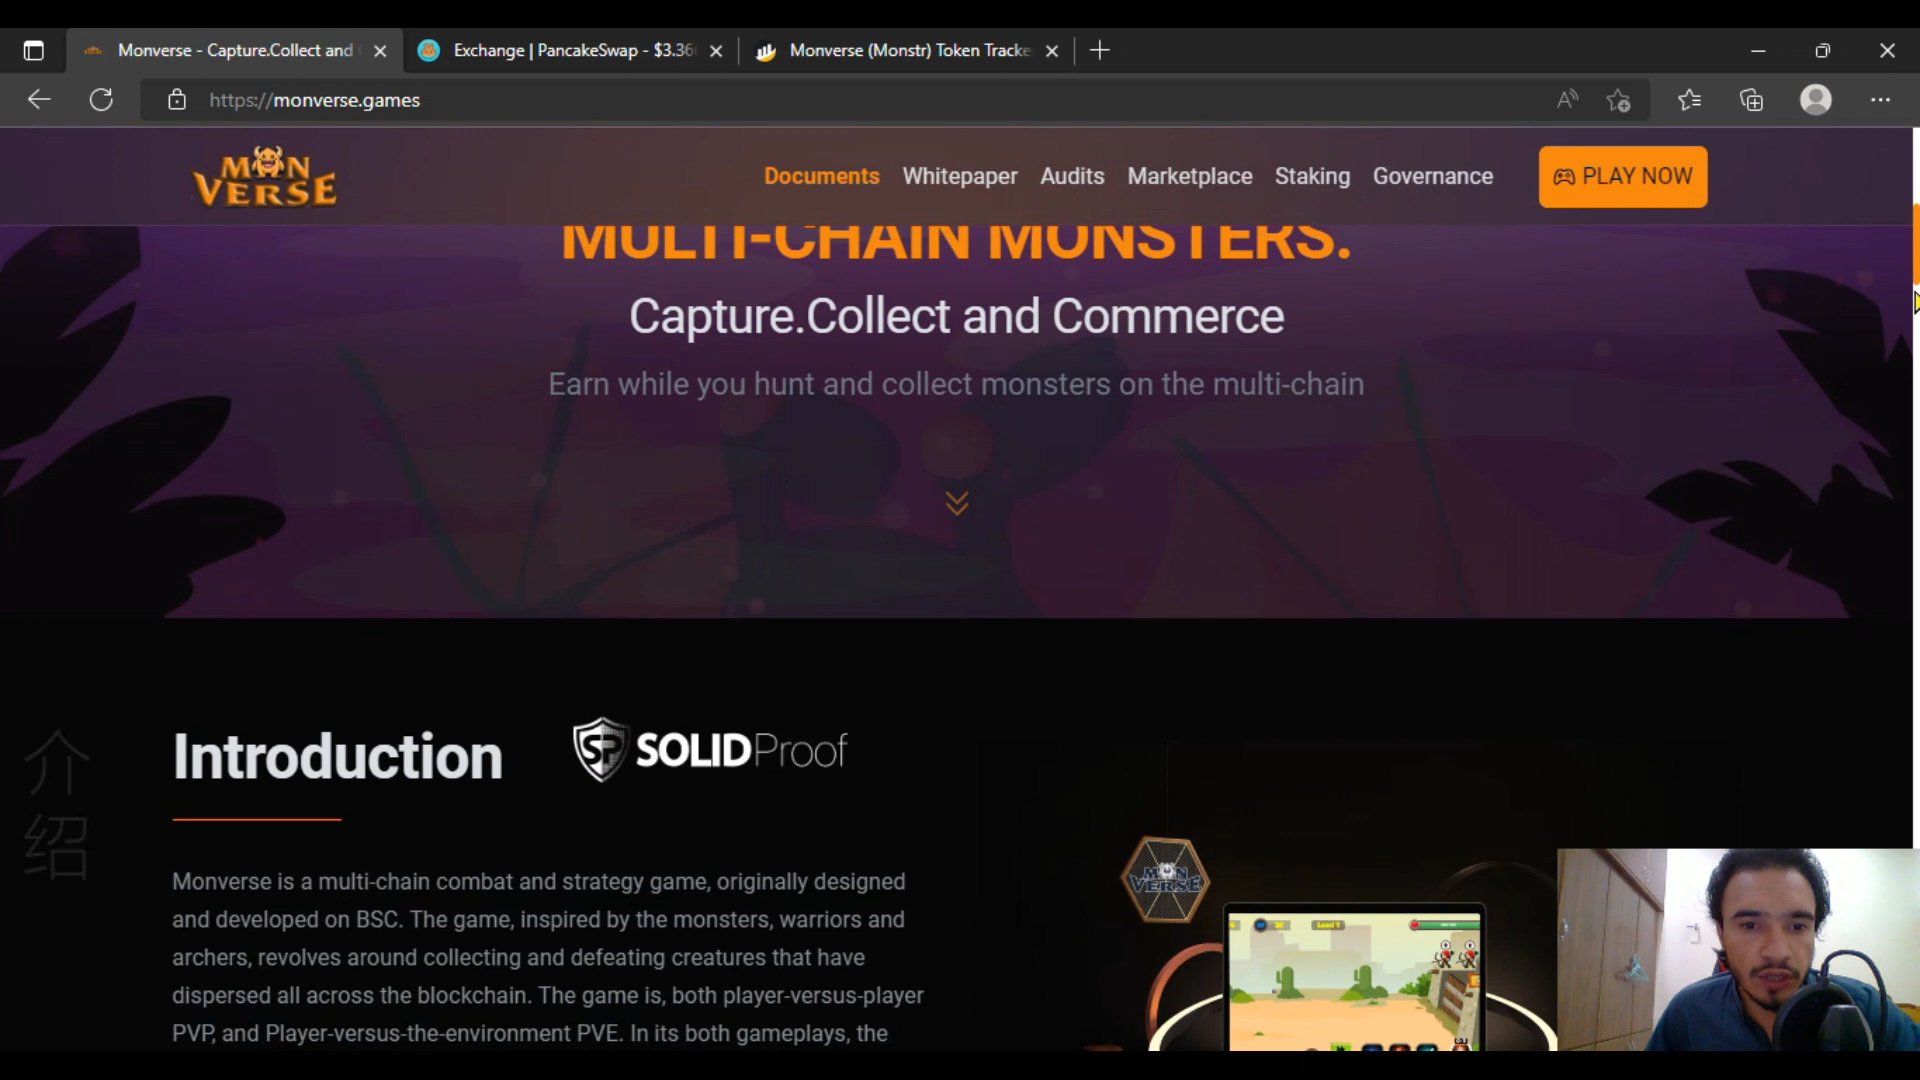 Monverse - Capture.Collect and
Exchange | PancakeSwap - $3.36
Monverse (Monstr) Token Tracke
https://monverse.games
MON
VERSE
Documents
Whitepaper
Audits
Marketplace
Staking
Governance
PLAY NOW
MULTI-CHAIN MONSTERS.
Capture.Collect and Commerce
Earn while you hunt and collect monsters on the multi-chain
介
绍
Introduction
SP SOLIDProof
Monverse is a multi-chain combat and strategy game, originally designed
and developed on BSC. The game, inspired by the monsters, warriors and
archers, revolves around collecting and defeating creatures that have
dispersed all across the blockchain. The game is, both player-versus-player
PVP, and Player-versus-the-environment PVE. In its both gameplays, the
MON
VERSE
Level 1